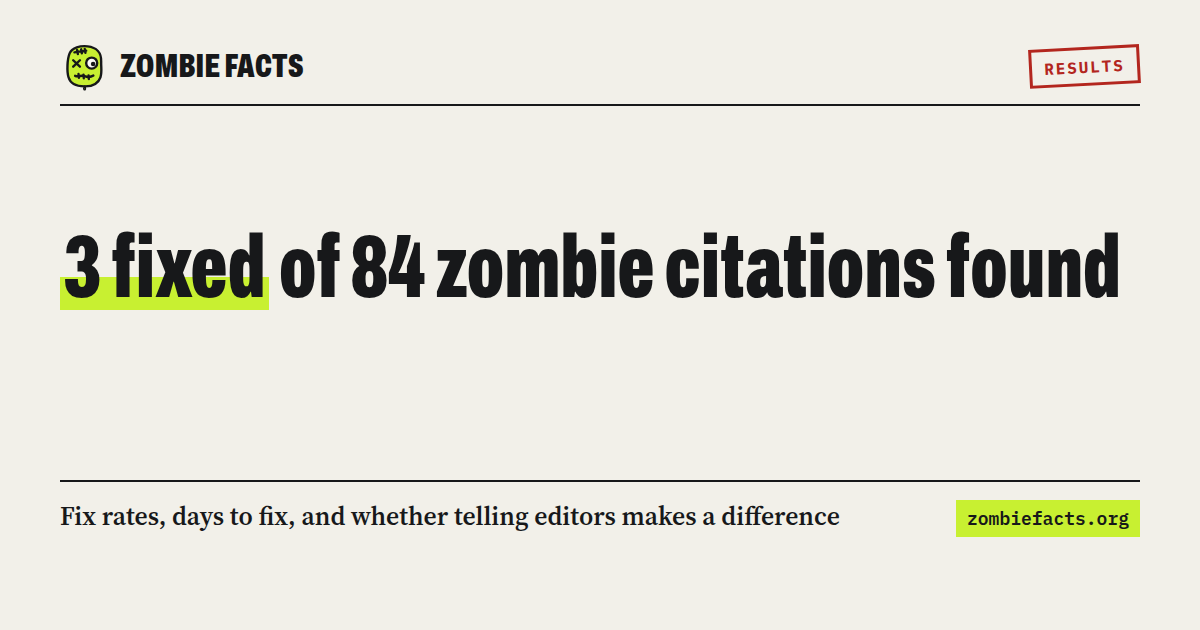 ZOMBIE FACTS
RESULTS
3 fixed of 84 zombie citations found
Fix rates, days to fix, and whether telling editors makes a difference
zombiefacts.org